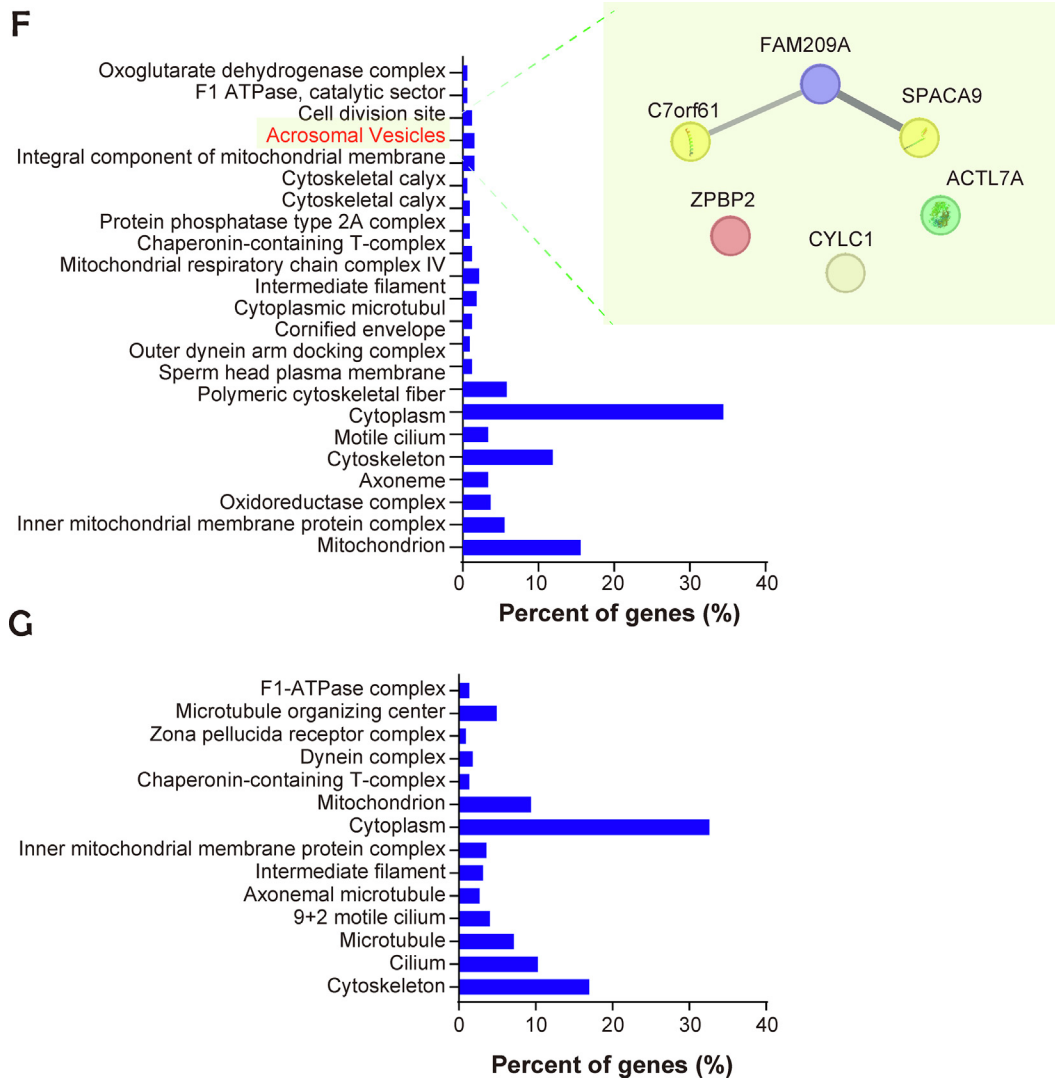 F
Oxoglutarate dehydrogenase complex
F1 ATPase, catalytic sector
Cell division site
Acrosomal Vesicles
Integral component of mitochondrial membrane
Cytoskeletal calyx
Cytoskeletal calyx
Protein phosphatase type 2A complex
Chaperonin-containing T-complex
Mitochondrial respiratory chain complex IV
Intermediate filament
Cytoplasmic microtubul
Cornified envelope
Outer dynein arm docking complex
Sperm head plasma membrane
Polymeric cytoskeletal fiber
Cytoplasm
Motile cilium
Cytoskeleton
Axoneme
Oxidoreductase complex
Inner mitochondrial membrane protein complex
Mitochondrion
0 10 20 30 40
Percent of genes (%)
FAM209A
C7orf61
SPACA9
ACTL7A
ZPBP2
CYLC1
G
F1-ATPase complex
Microtubule organizing center
Zona pellucida receptor complex
Dynein complex
Chaperonin-containing T-complex
Mitochondrion
Cytoplasm
Inner mitochondrial membrane protein complex
Intermediate filament
Axonemal microtubule
9+2 motile cilium
Microtubule
Cilium
Cytoskeleton
0 10 20 30 40
Percent of genes (%)